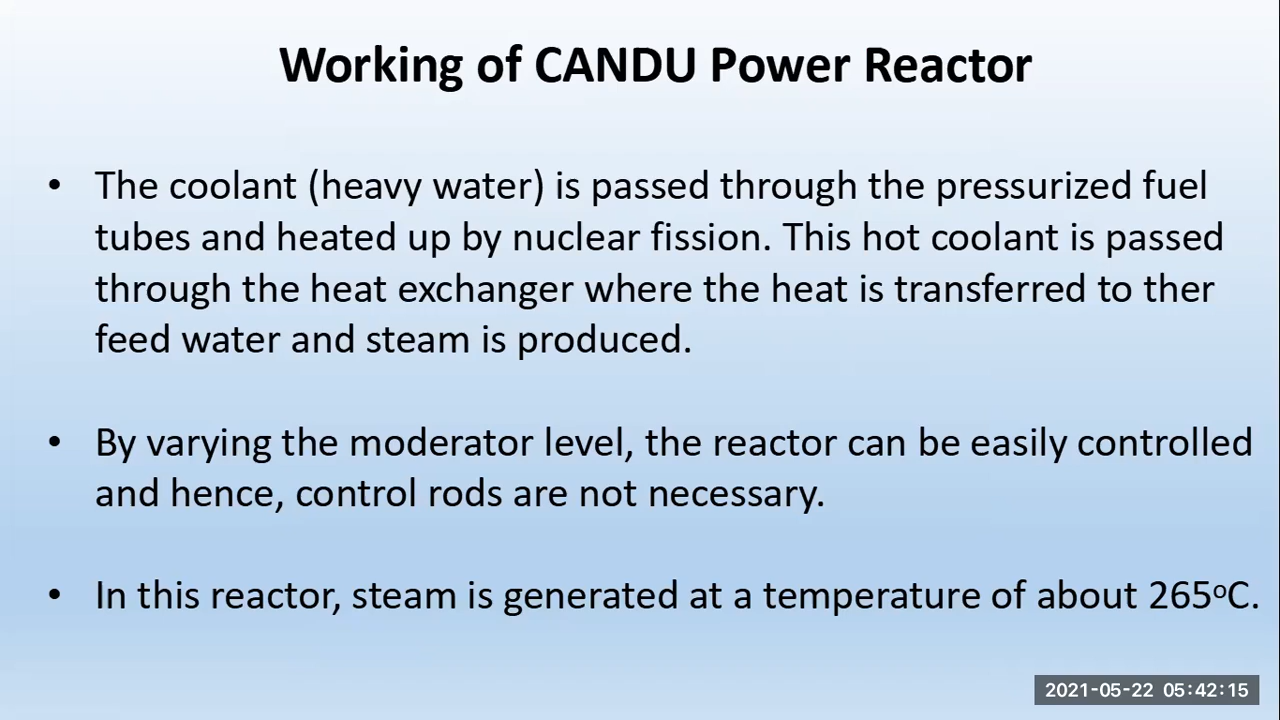 Working of CANDU Power Reactor
• The coolant (heavy water) is passed through the pressurized fuel
tubes and heated up by nuclear fission. This hot coolant is passed
through the heat exchanger where the heat is transferred to ther
feed water and steam is produced.
• By varying the moderator level, the reactor can be easily controlled
and hence, control rods are not necessary.
• In this reactor, steam is generated at a temperature of about 265ᵒC.
2021-05-22 05:42:15